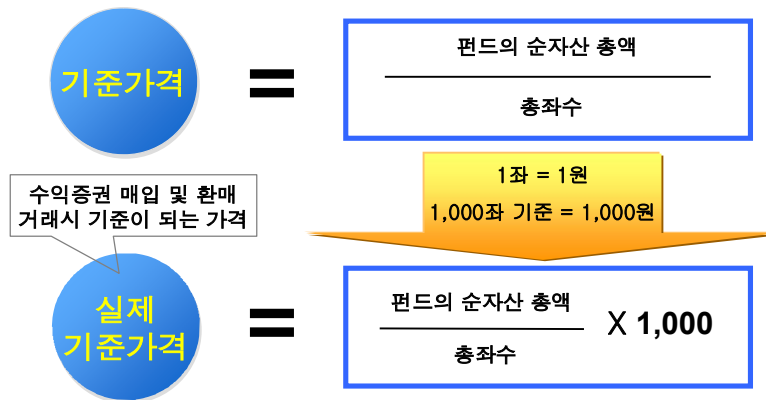 기준가격
=
펀드의 순자산 총액
총좌수
1좌 = 1원
1,000좌 기준 = 1,000원
수익증권 매입 및 환매
거래시 기준이 되는 가격
실제
기준가격
=
펀드의 순자산 총액
총좌수
X 1,000